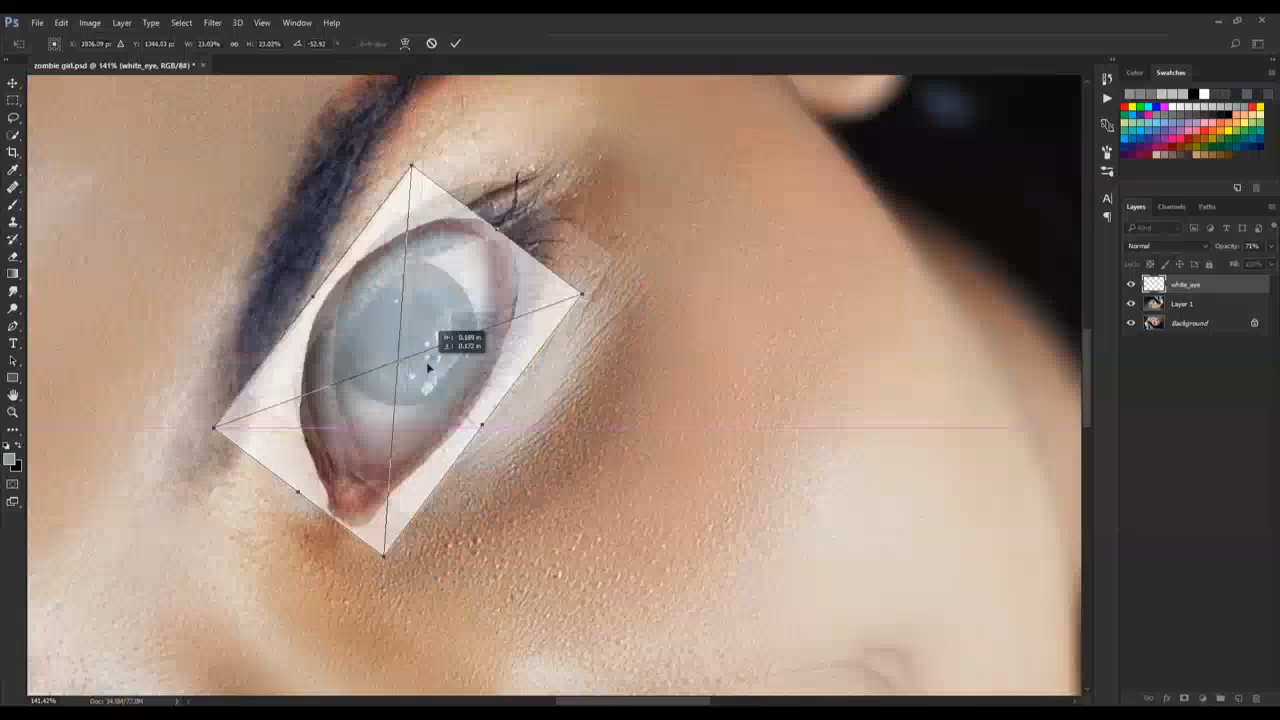 Ps File Edit Image Layer Type Select Filter 3D View Window Help
X: 1926.09 px Y: 1344.53 px W: 23.03% H: 23.02% -52.92 Anti-alias
zombie girl.psd @ 141% (white_eye, RGB/8#) * ×
Color Swatches
H: 0.169 in
0.172 in
Layers Channels Paths
Kind
Normal Opacity: 71%
Lock: Fill: 100%
white_eye
Layer 1
Background
141.42% Doc: 34.5M/77.0M